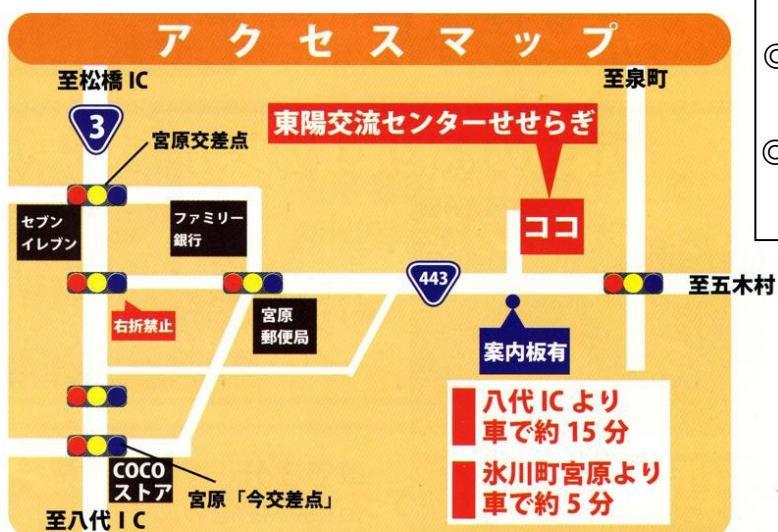 アクセスマップ
至松橋 IC
至泉町
◎
◎
3
宮原交差点
東陽交流センターせせらぎ
セブン
イレブン
ファミリー
銀行
ココ
443
至五木村
右折禁止
宮原
郵便局
案内板有
八代 IC より
車で約 15 分
氷川町宮原より
車で約 5 分
COCO
ストア
宮原「今交差点」
至八代 I C